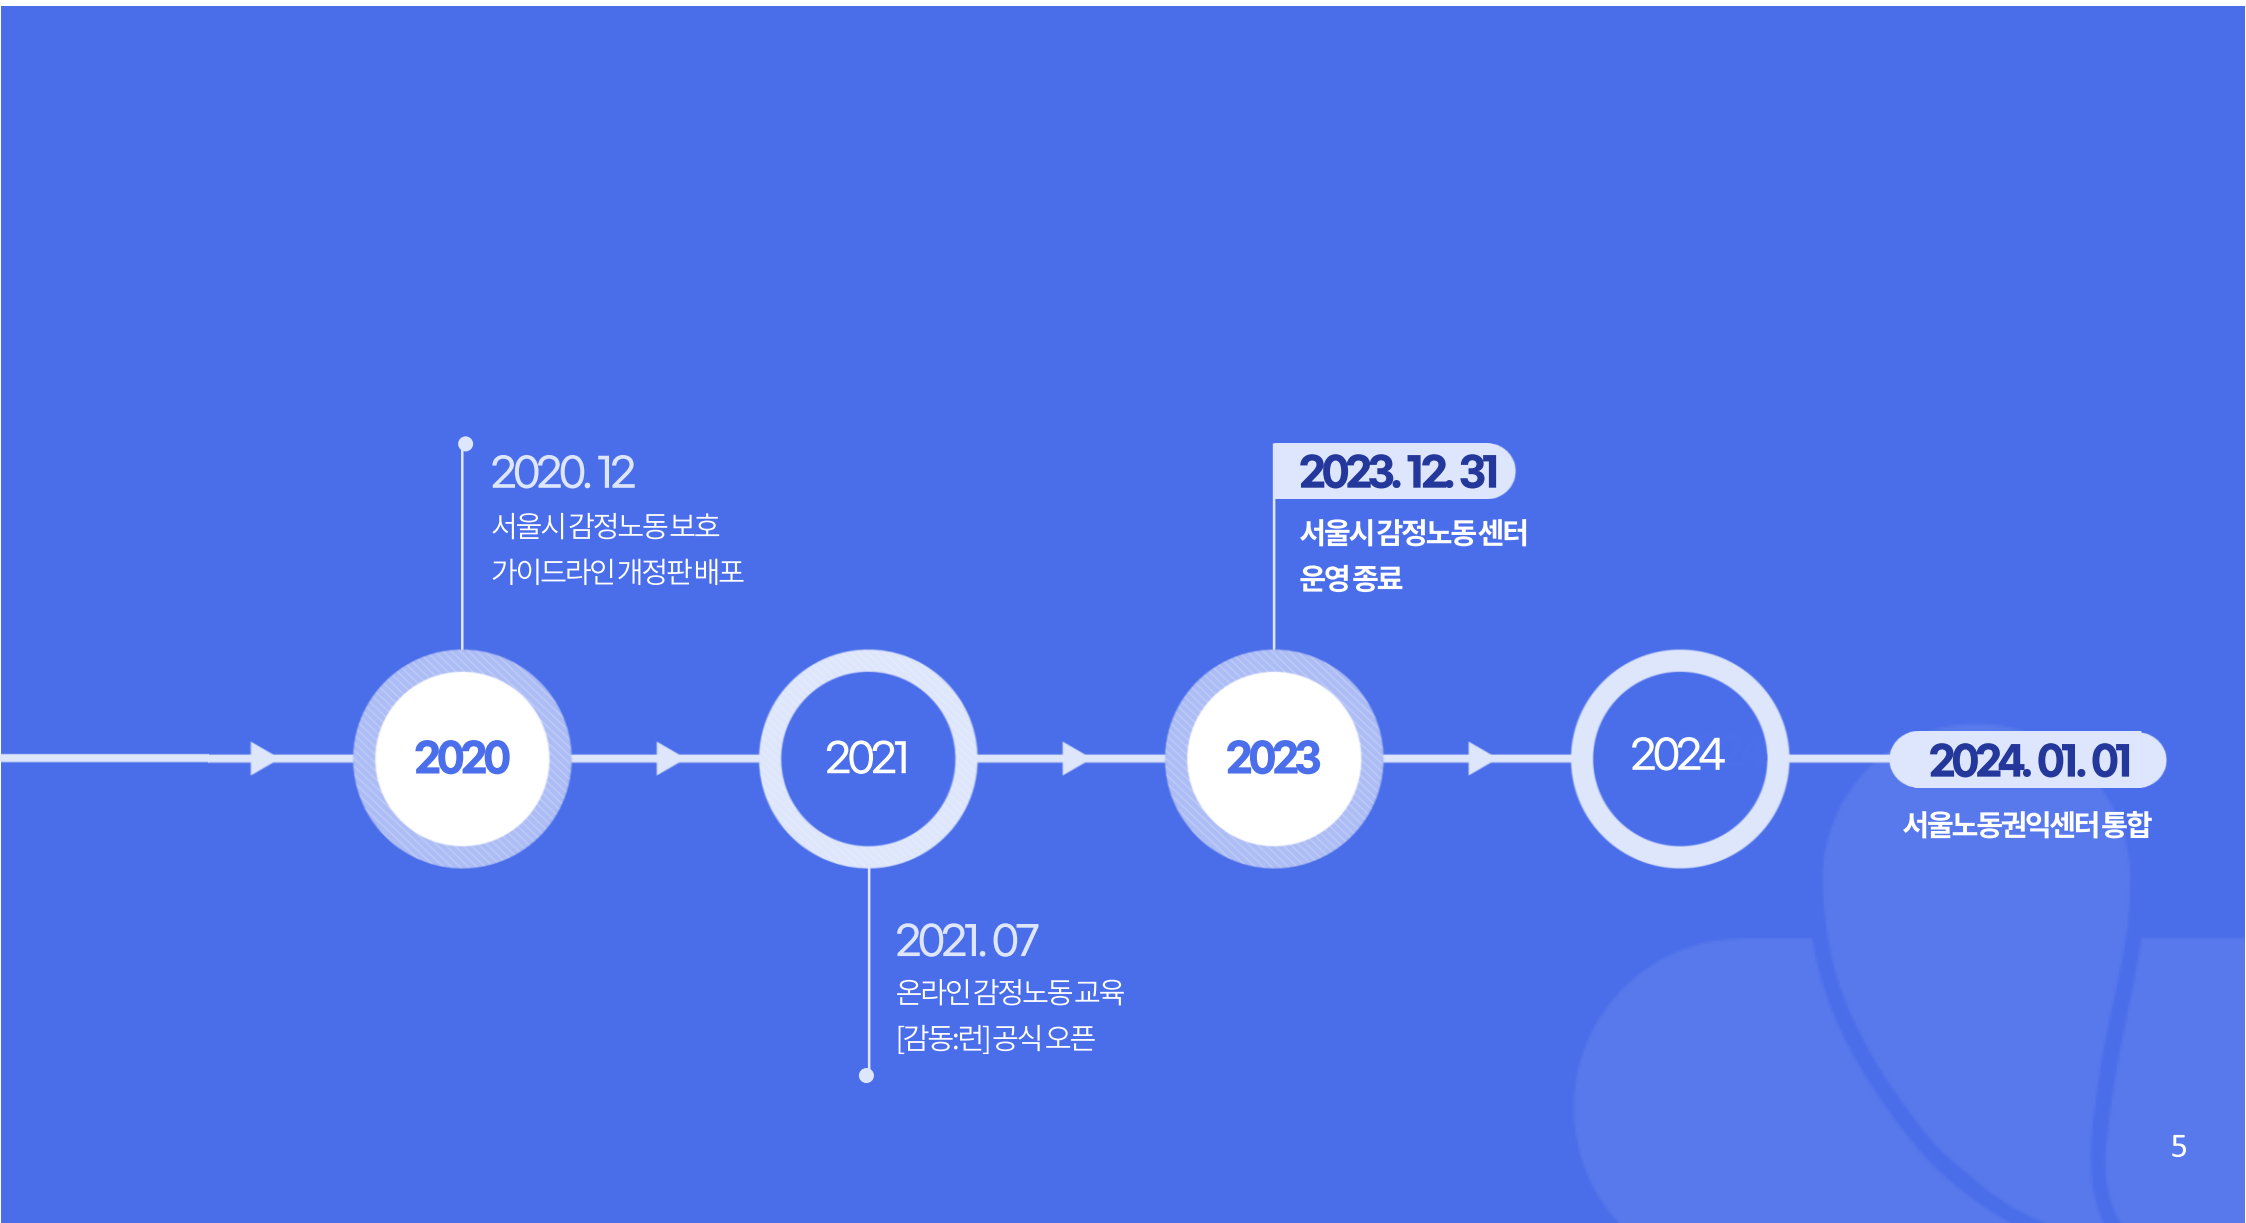 2020. 12
서울시 감정노동 보호
가이드라인 개정판 배포
2023. 12. 31
서울시 감정노동 센터
운영 종료
2020
2021
2023
2024
2024. 01. 01
서울노동권익센터 통합
2021. 07
온라인 감정노동 교육
[감동:런] 공식 오픈
5